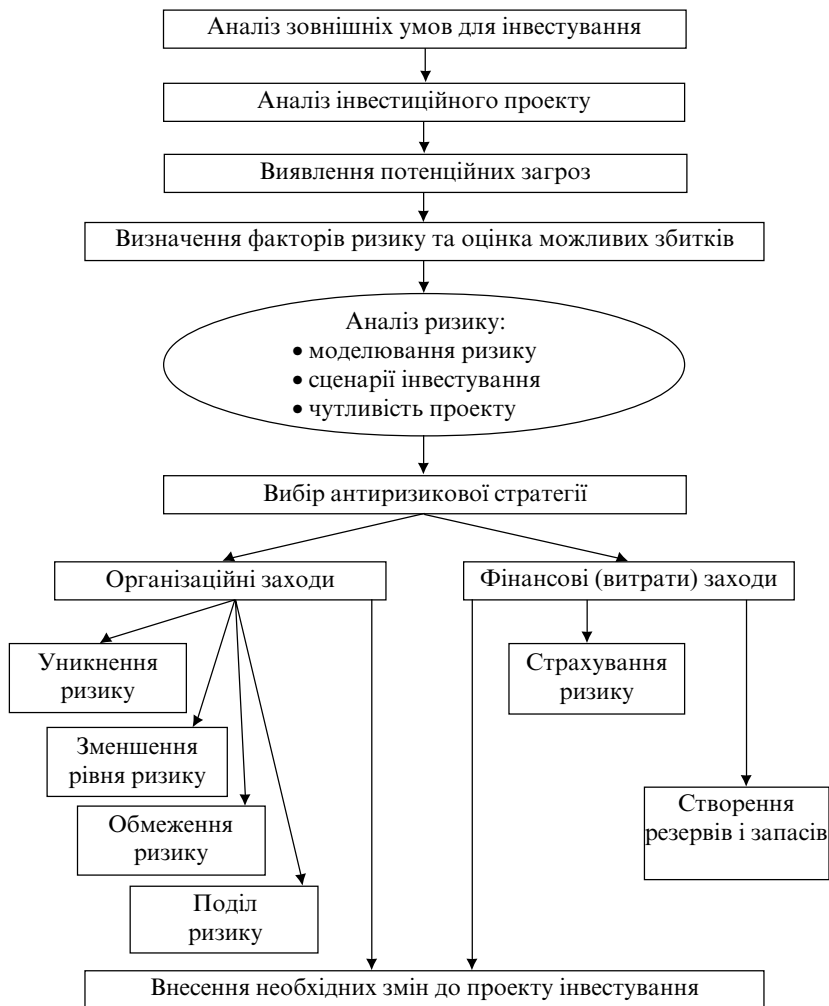 Аналіз зовнішніх умов для інвестування
Аналіз інвестиційного проекту
Виявлення потенційних загроз
Визначення факторів ризику та оцінка можливих збитків
Аналіз ризику:
• моделювання ризику
• сценарії інвестування
• чутливість проекту
Вибір антиризикової стратегії
Організаційні заходи
Фінансові (витрати) заходи
Уникнення
ризику
Зменшення
рівня ризику
Обмеження
ризику
Поділ
ризику
Страхування
ризику
Створення
резервів і запасів
Внесення необхідних змін до проекту інвестування